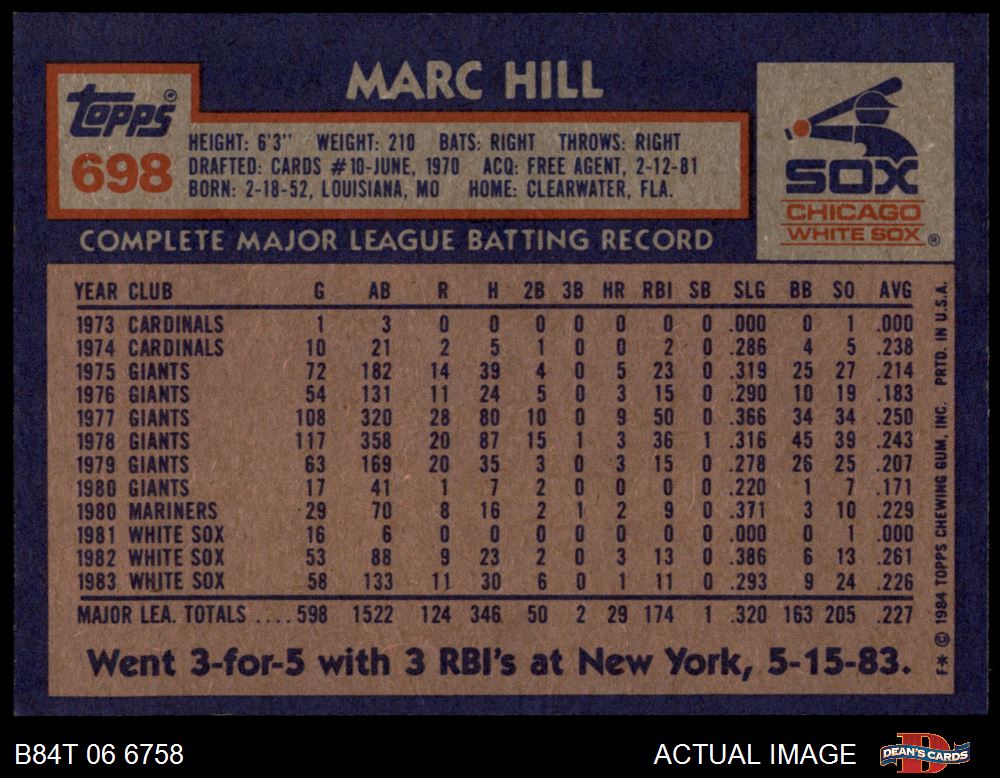 MARC HILL
Topps®
698
HEIGHT: 6'3" WEIGHT: 210 BATS: RIGHT THROWS: RIGHT
DRAFTED: CARDS #10-JUNE, 1970 ACQ: FREE AGENT, 2-12-81
BORN: 2-18-52, LOUISIANA, MO HOME: CLEARWATER, FLA.
SOX
CHICAGO
WHITE SOX®
COMPLETE MAJOR LEAGUE BATTING RECORD
YEAR CLUB G AB R H 2B 3B HR RBI SB SLG BB SO AVG
1973 CARDINALS 1 3 0 0 0 0 0 0 0 .000 0 1 .000
1974 CARDINALS 10 21 2 5 1 0 0 2 0 .286 4 5 .238
1975 GIANTS 72 182 14 39 4 0 5 23 0 .319 25 27 .214
1976 GIANTS 54 131 11 24 5 0 3 15 0 .290 10 19 .183
1977 GIANTS 108 320 28 80 10 0 9 50 0 .366 34 34 .250
1978 GIANTS 117 358 20 87 15 1 3 36 1 .316 45 39 .243
1979 GIANTS 63 169 20 35 3 0 3 15 0 .278 26 25 .207
1980 GIANTS 17 41 1 7 2 0 0 0 0 .220 1 7 .171
1980 MARINERS 29 70 8 16 2 1 2 9 0 .371 3 10 .229
1981 WHITE SOX 16 6 0 0 0 0 0 0 0 .000 0 1 .000
1982 WHITE SOX 53 88 9 23 2 0 3 13 0 .386 6 13 .261
1983 WHITE SOX 58 133 11 30 6 0 1 11 0 .293 9 24 .226
MAJOR LEA. TOTALS ....598 1522 124 346 50 2 29 174 1 .320 163 205 .227
Went 3-for-5 with 3 RBI's at New York, 5-15-83.
F* © 1984 TOPPS CHEWING GUM, INC. PRTD. IN U.S.A.
B84T 06 6758
ACTUAL IMAGE
DEAN'S CARDS